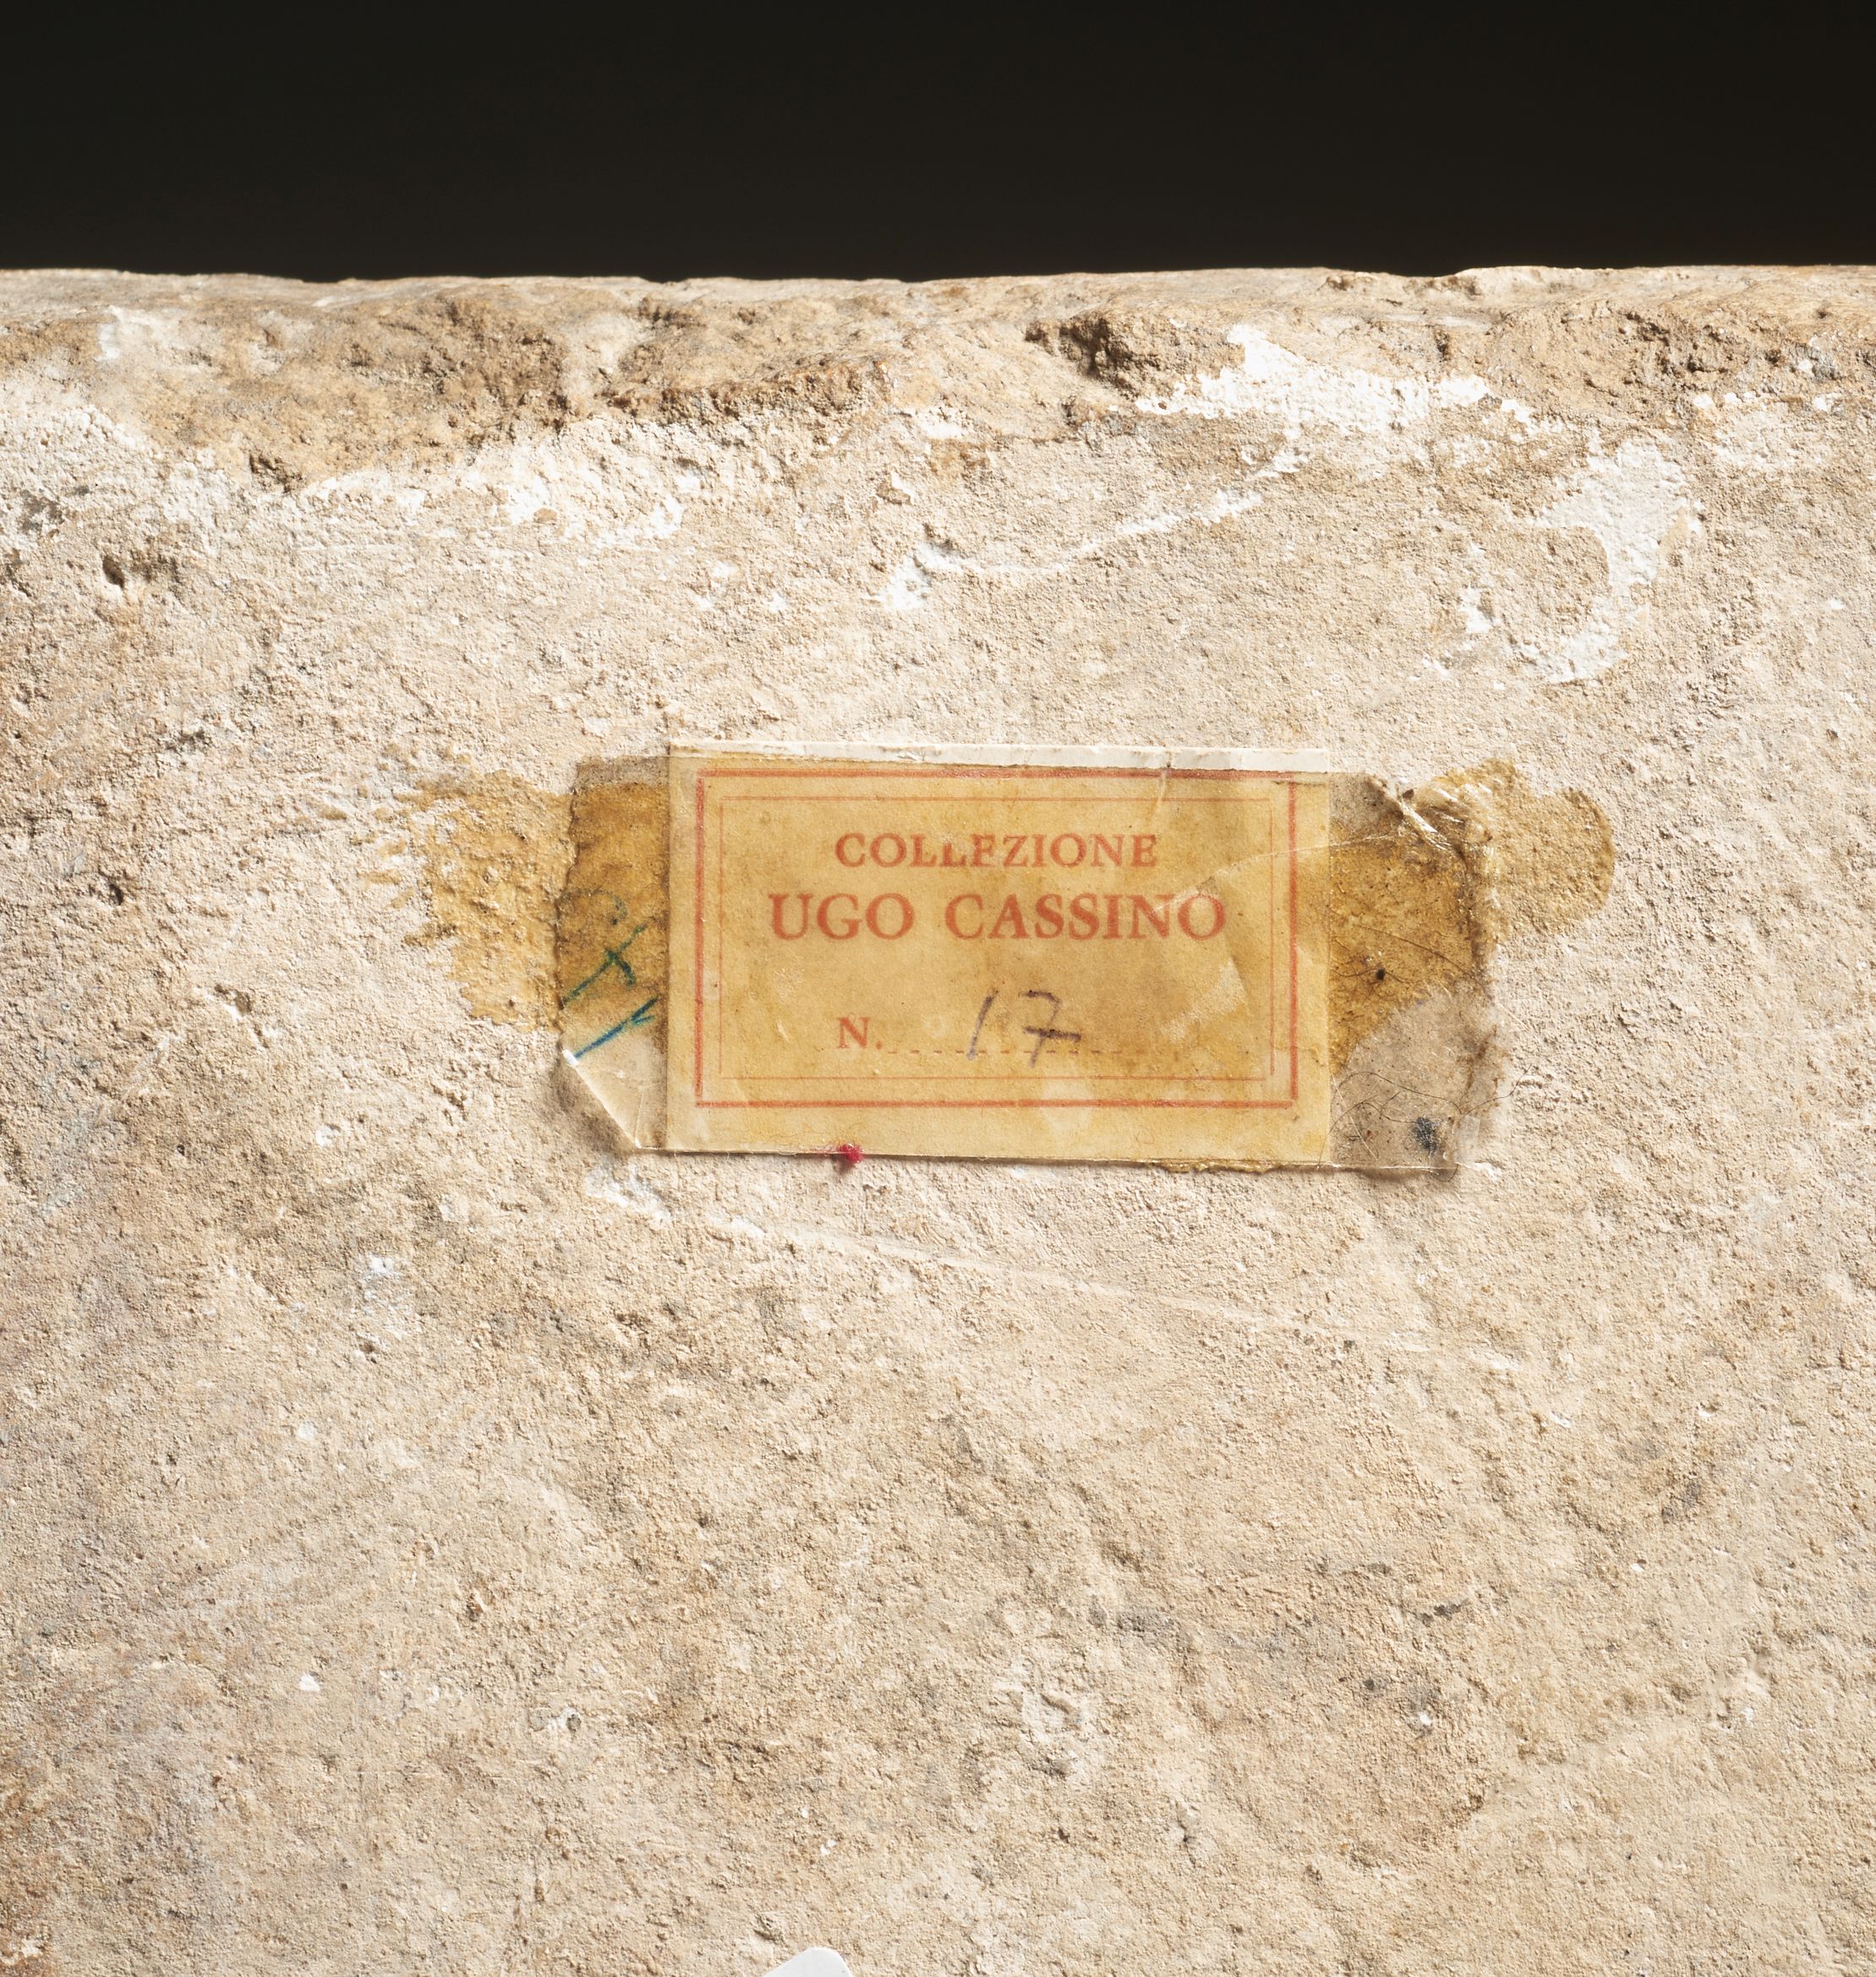 COLLEZIONE
UGO CASSINO
N. 17